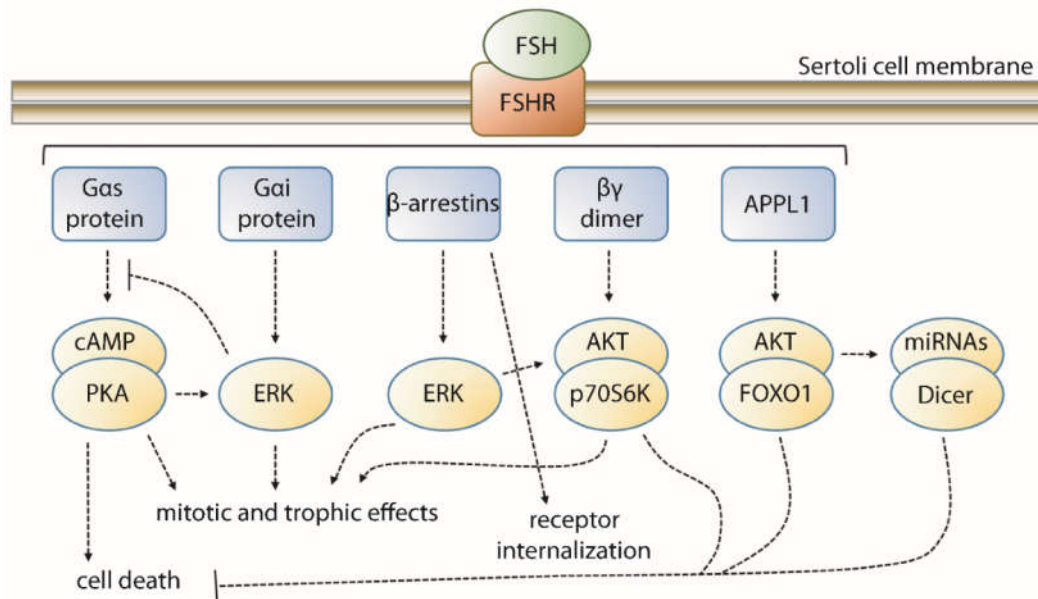 FSH
Sertoli cell membrane
FSHR
Gαs
protein
Gαi
protein
β-arrestins
βγ
dimer
APPL1
cAMP
PKA
ERK
ERK
AKT
p70S6K
AKT
FOXO1
miRNAs
Dicer
mitotic and trophic effects
receptor
internalization
cell death